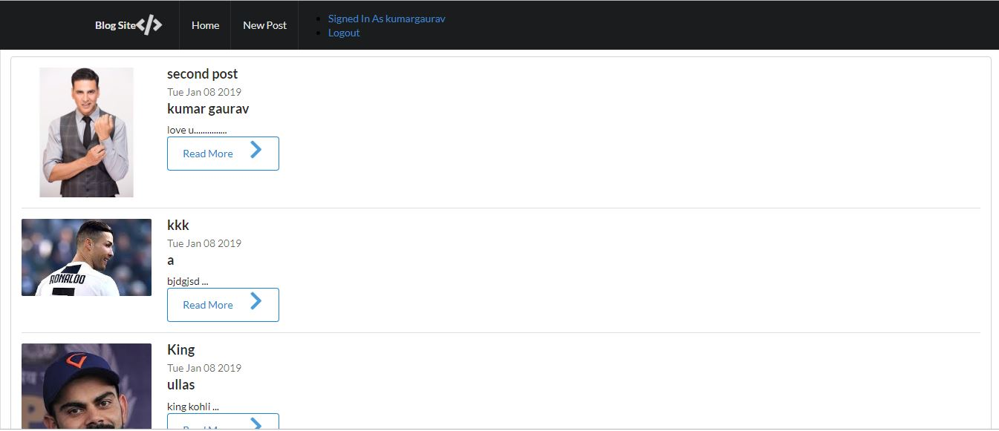 Blog Site</>
Home
New Post
Signed In As kumargaurav
Logout
second post
Tue Jan 08 2019
kumar gaurav
love u...............
Read More
RONALDO
7
kkk
Tue Jan 08 2019
a
bjdgjsd ...
Read More
King
Tue Jan 08 2019
ullas
king kohli ...